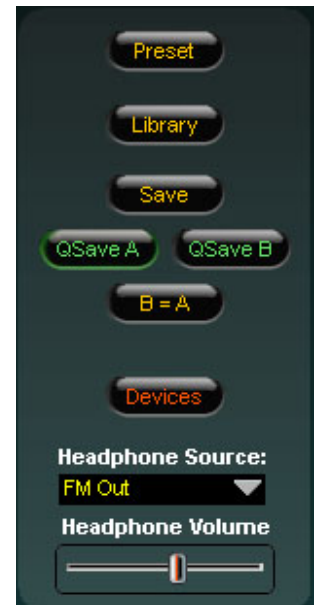 Preset
Library
Save
QSave A QSave B
B = A
Devices
Headphone Source:
FM Out
Headphone Volume